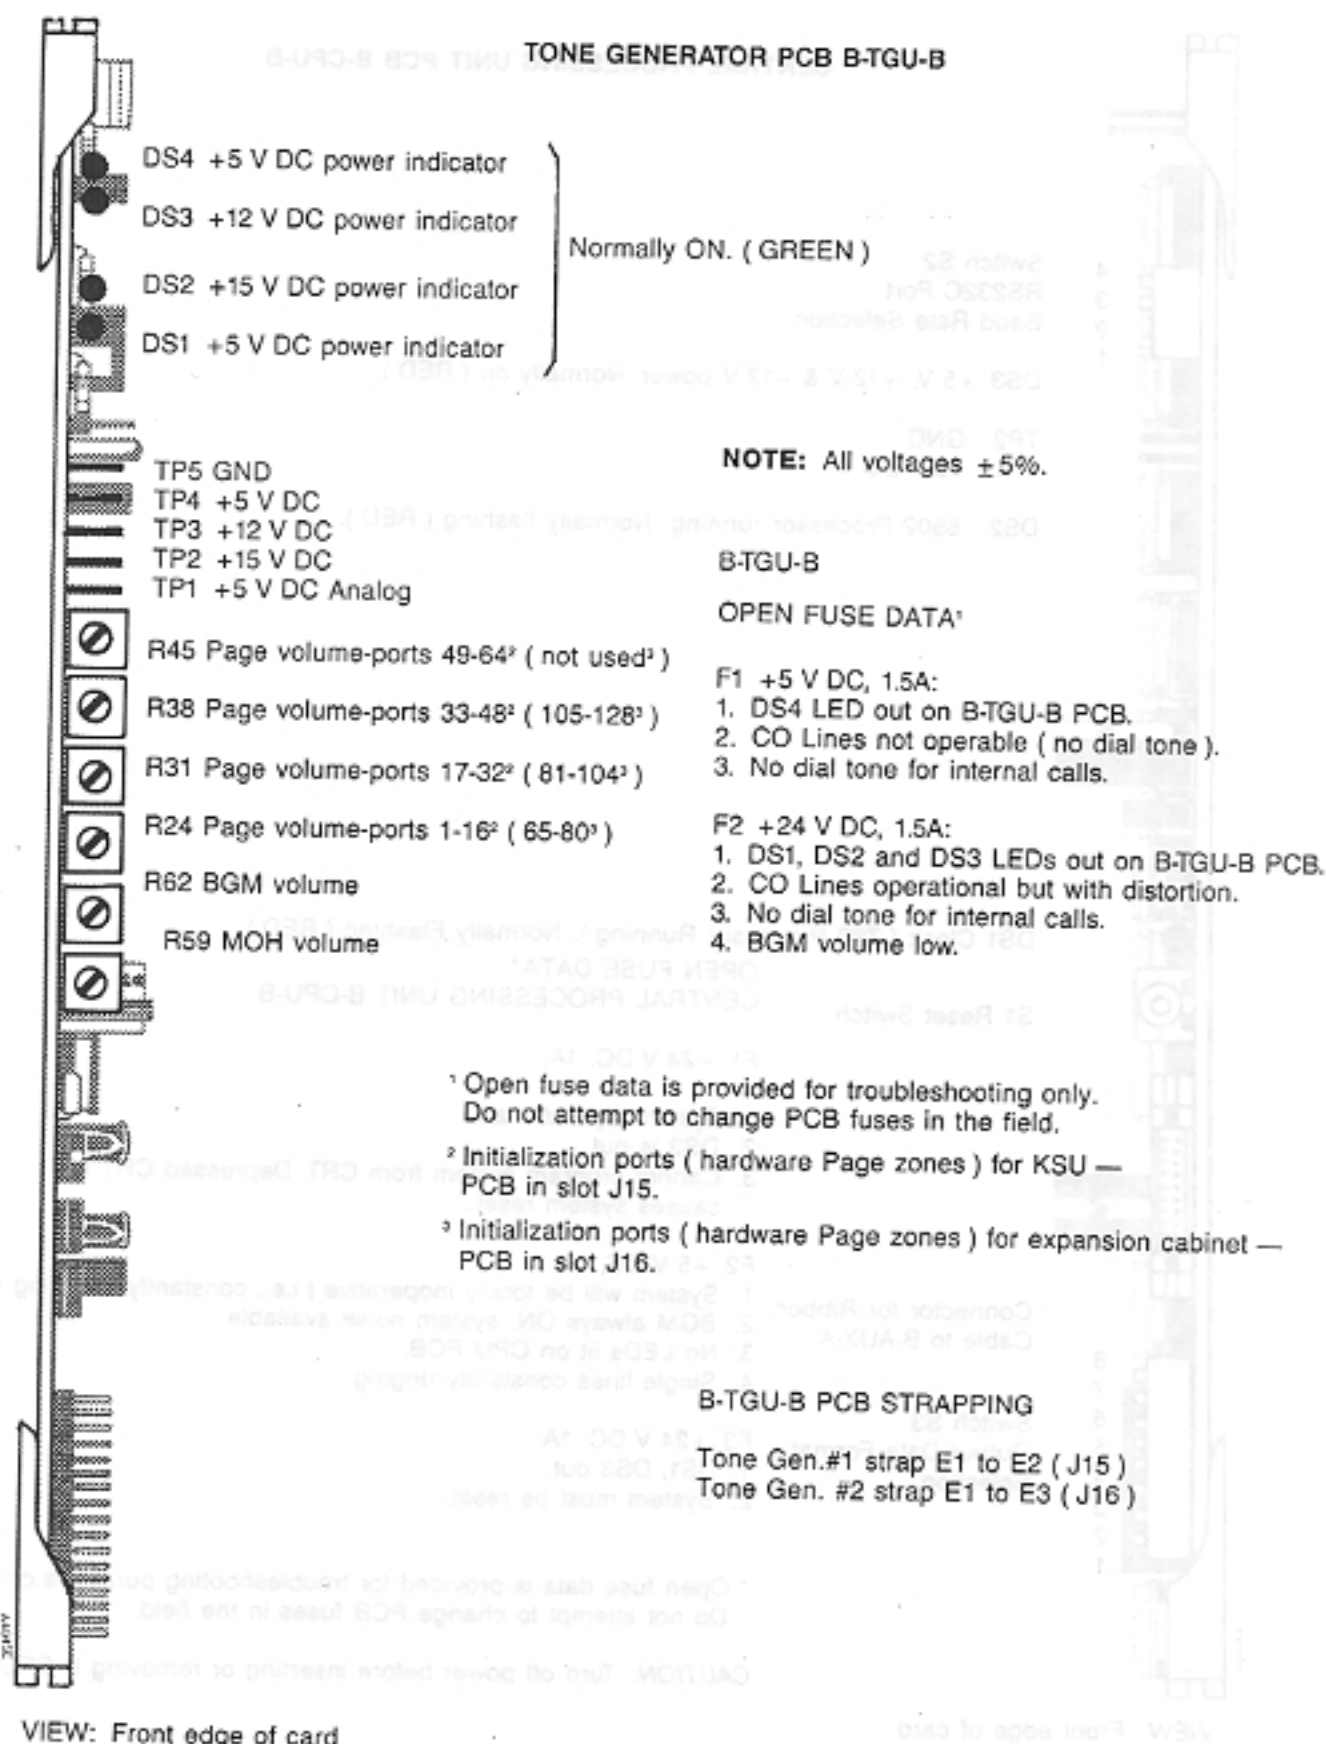 TONE GENERATOR PCB B-TGU-B
DS4 +5 V DC power indicator
DS3 +12 V DC power indicator
DS2 +15 V DC power indicator
DS1 +5 V DC power indicator
Normally ON. ( GREEN )
TP5 GND
TP4 +5 V DC
TP3 +12 V DC
TP2 +15 V DC
TP1 +5 V DC Analog
R45 Page volume-ports 49-64² ( not used³ )
R38 Page volume-ports 33-48² ( 105-128³ )
R31 Page volume-ports 17-32² ( 81-104³ )
R24 Page volume-ports 1-16² ( 65-80³ )
R62 BGM volume
R59 MOH volume
NOTE: All voltages ±5%.
B-TGU-B
OPEN FUSE DATA¹
F1 +5 V DC, 1.5A:
1. DS4 LED out on B-TGU-B PCB.
2. CO Lines not operable ( no dial tone ).
3. No dial tone for internal calls.
F2 +24 V DC, 1.5A:
1. DS1, DS2 and DS3 LEDs out on B-TGU-B PCB.
2. CO Lines operational but with distortion.
3. No dial tone for internal calls.
4. BGM volume low.
¹ Open fuse data is provided for troubleshooting only.
Do not attempt to change PCB fuses in the field.
² Initialization ports ( hardware Page zones ) for KSU —
PCB in slot J15.
³ Initialization ports ( hardware Page zones ) for expansion cabinet —
PCB in slot J16.
B-TGU-B PCB STRAPPING
Tone Gen.#1 strap E1 to E2 ( J15 )
Tone Gen. #2 strap E1 to E3 ( J16 )
VIEW: Front edge of card